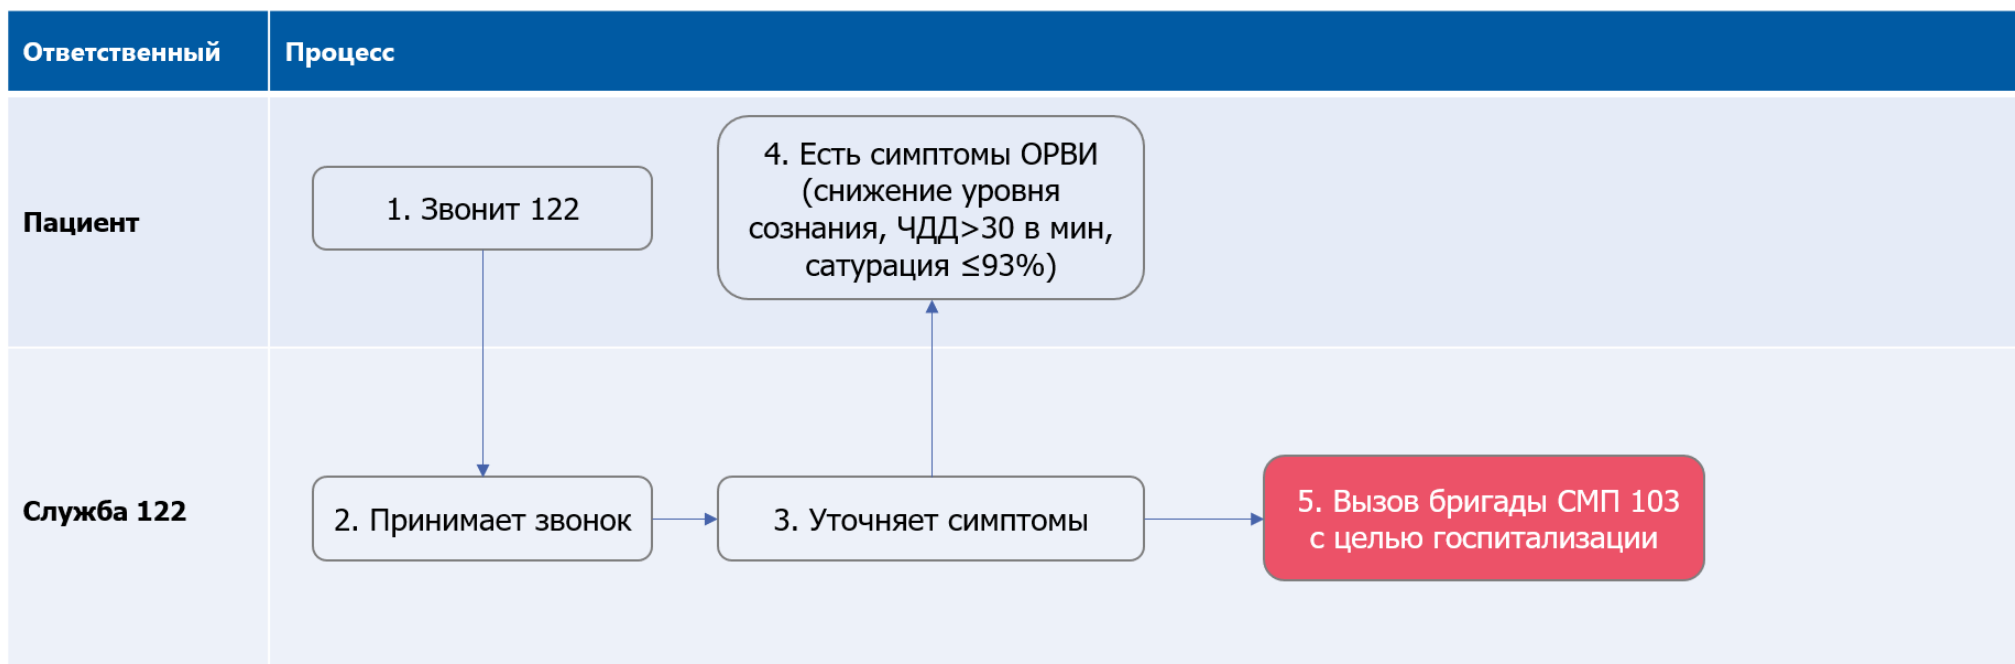 Ответственный
Процесс
Пациент
1. Звонит 122
4. Есть симптомы ОРВИ
(снижение уровня
сознания, ЧДД>30 в мин,
сатурация ≤93%)
Служба 122
2. Принимает звонок
3. Уточняет симптомы
5. Вызов бригады СМП 103
с целью госпитализации